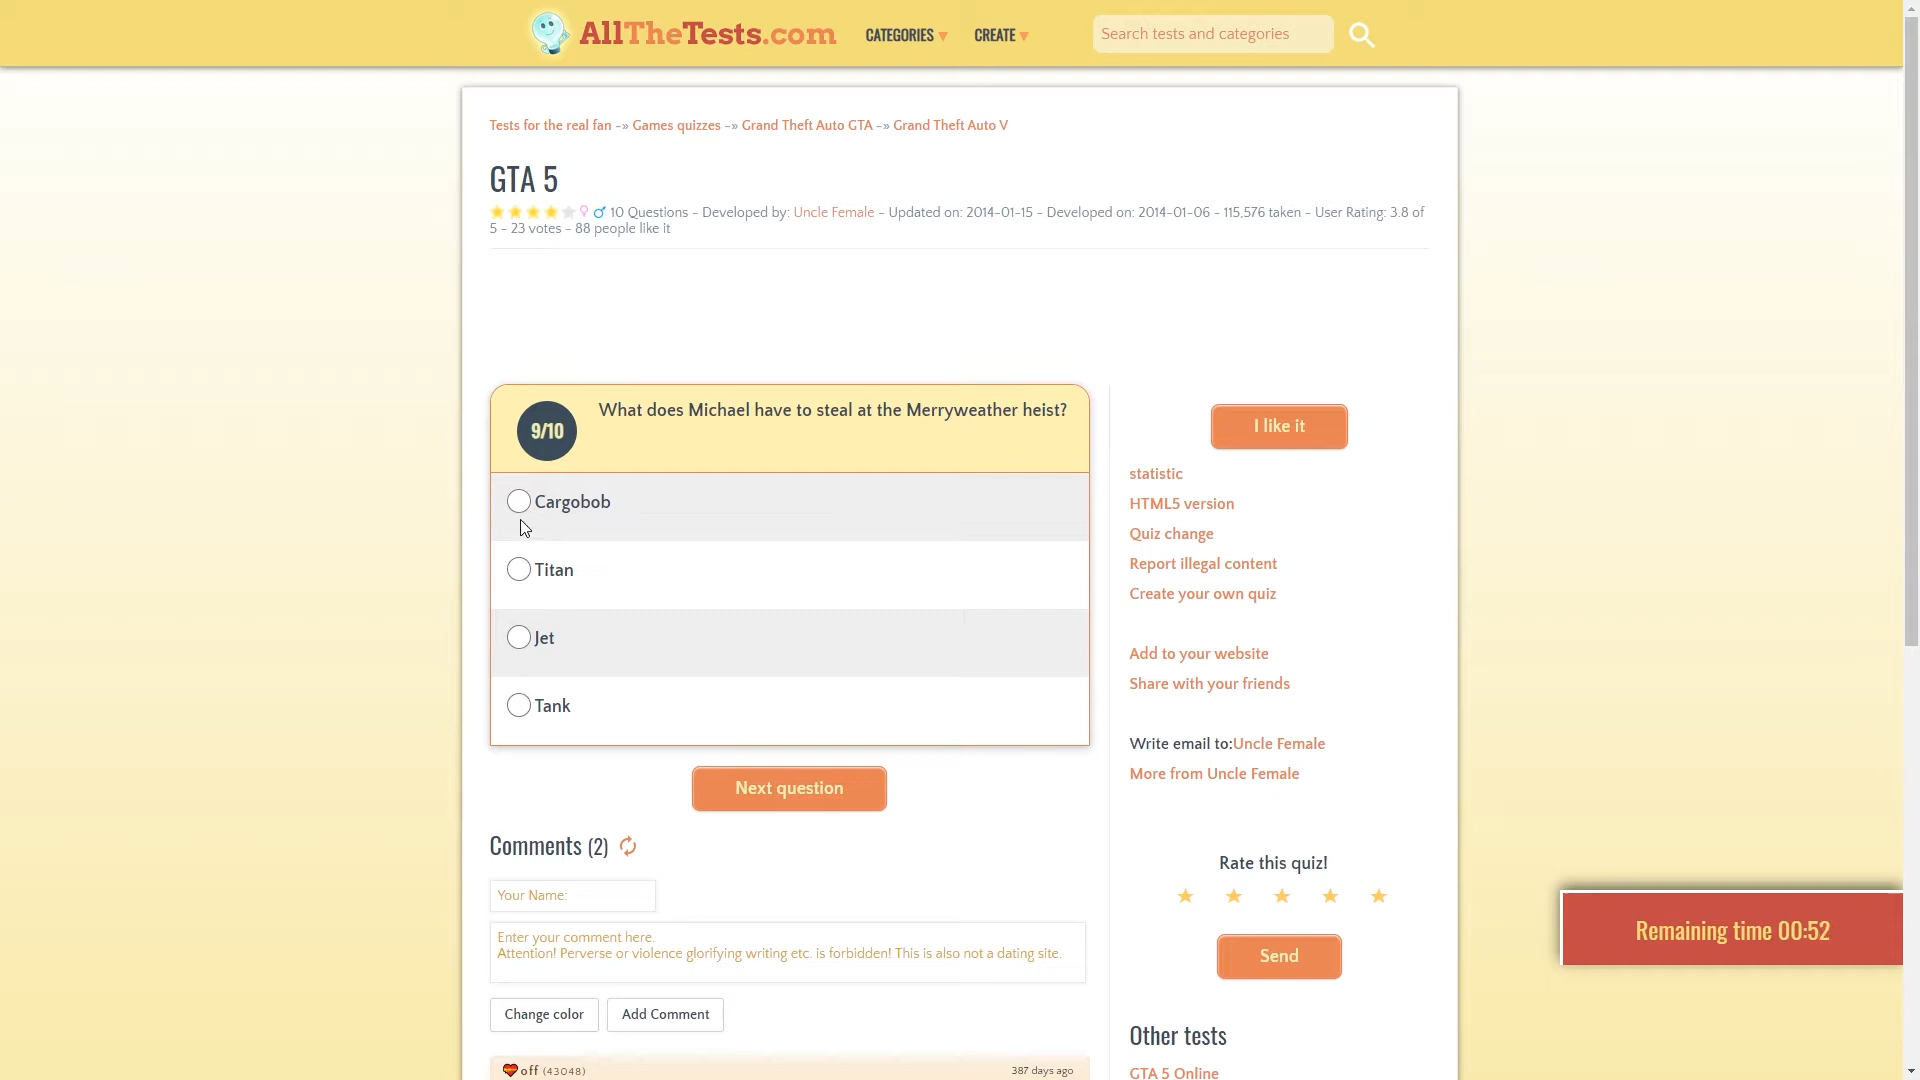 AllTheTests.com
CATEGORIES ▼
CREATE ▼
Search tests and categories
Tests for the real fan -» Games quizzes -» Grand Theft Auto GTA -» Grand Theft Auto V
GTA 5
10 Questions - Developed by: Uncle Female - Updated on: 2014-01-15 - Developed on: 2014-01-06 - 115,576 taken - User Rating: 3.8 of
5 - 23 votes - 88 people like it
9/10
What does Michael have to steal at the Merryweather heist?
Cargobob
Titan
Jet
Tank
Next question
I like it
statistic
HTML5 version
Quiz change
Report illegal content
Create your own quiz
Add to your website
Share with your friends
Write email to:Uncle Female
More from Uncle Female
Rate this quiz!
Send
Remaining time 00:52
Comments (2)
Your Name:
Enter your comment here.
Attention! Perverse or violence glorifying writing etc. is forbidden! This is also not a dating site.
Change color
Add Comment
off (43048)
387 days ago
Other tests
GTA 5 Online